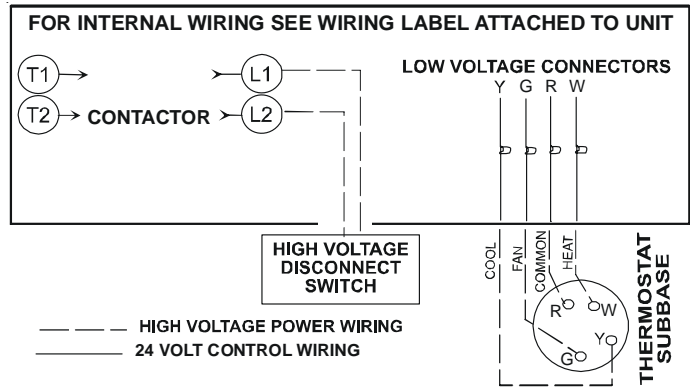 FOR INTERNAL WIRING SEE WIRING LABEL ATTACHED TO UNIT
T1
L1
T2
CONTACTOR
L2
LOW VOLTAGE CONNECTORS
Y G R W
HIGH VOLTAGE
DISCONNECT
SWITCH
COOL
FAN
COMMON
HEAT
R
W
Y
G
THERMOSTAT
SUBBASE
HIGH VOLTAGE POWER WIRING
24 VOLT CONTROL WIRING